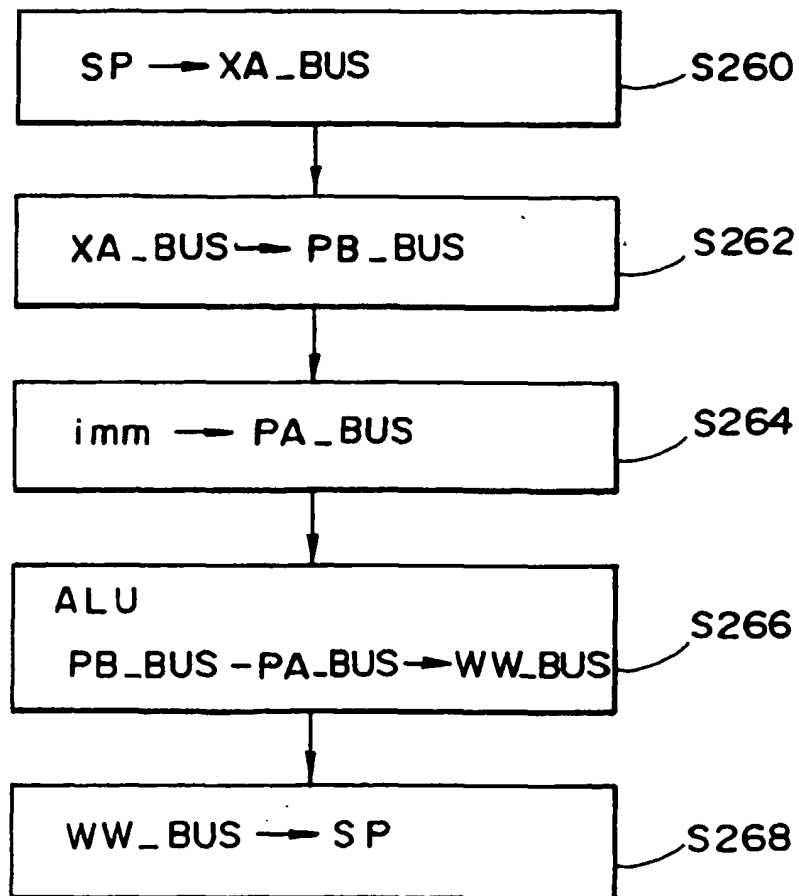 SP → XA_BUS
S260
XA_BUS → PB_BUS
S262
imm → PA_BUS
S264
ALU
PB_BUS – PA_BUS → WW_BUS
S266
WW_BUS → SP
S268